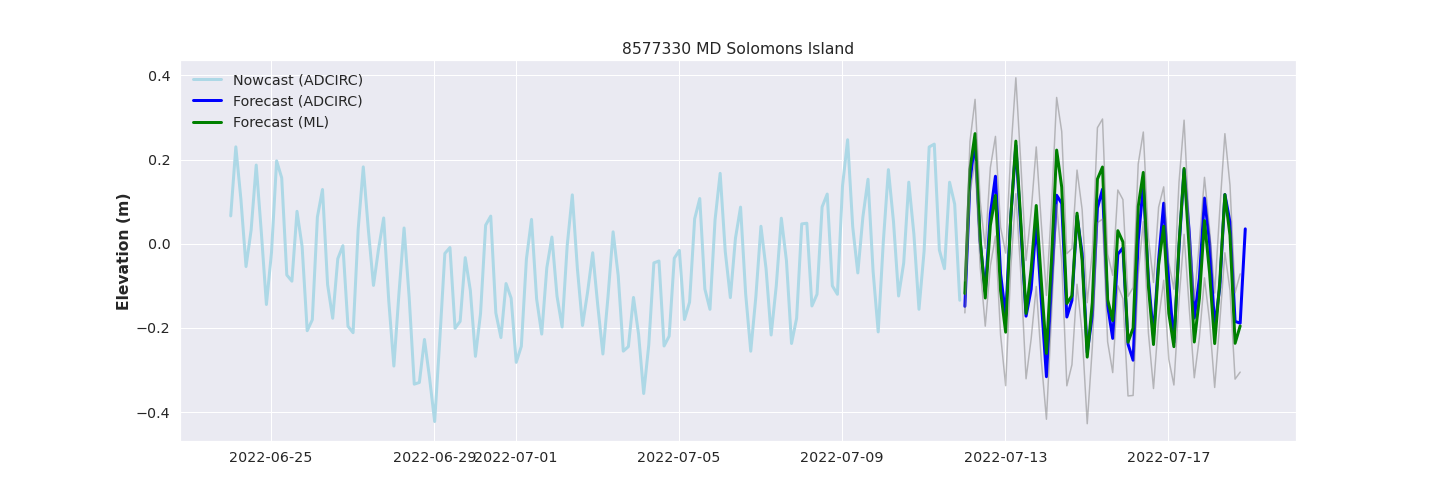 8577330 MD Solomons Island
Nowcast (ADCIRC)
Forecast (ADCIRC)
Forecast (ML)
Elevation (m)
0.4
0.2
0.0
−0.2
−0.4
2022-06-25 2022-06-29 2022-07-01 2022-07-05 2022-07-09 2022-07-13 2022-07-17